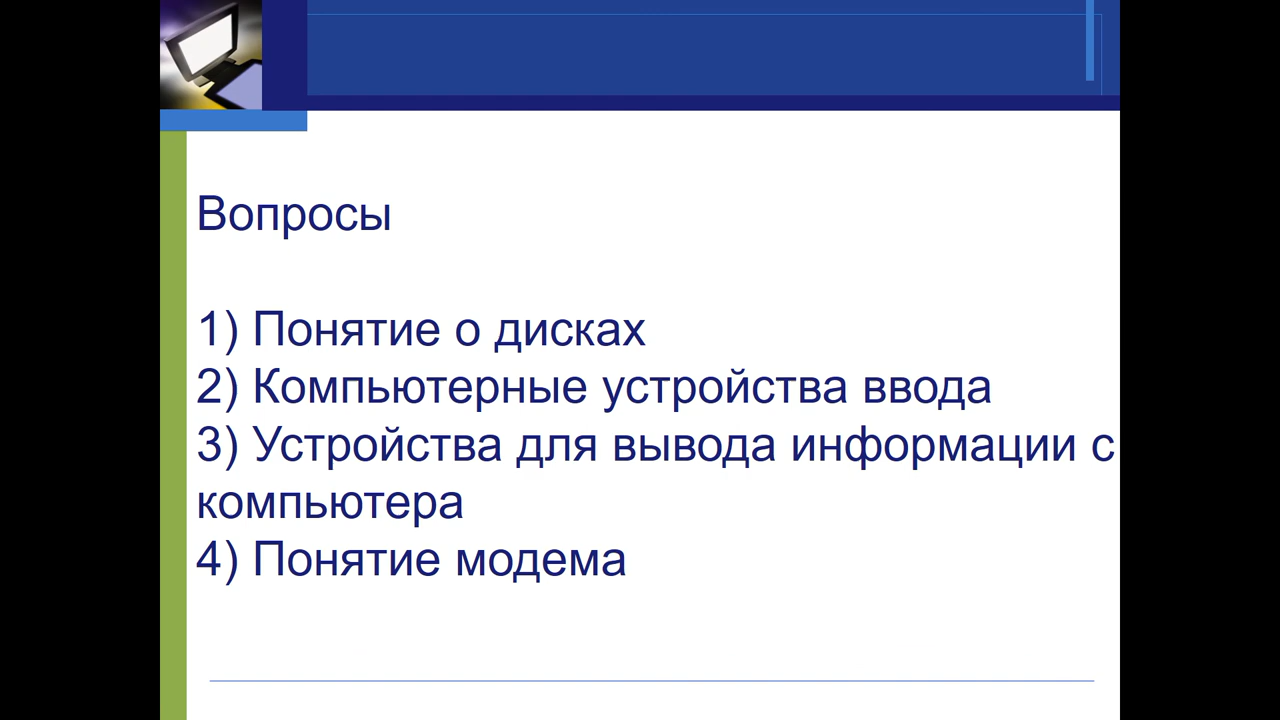 Вопросы
1) Понятие о дисках
2) Компьютерные устройства ввода
3) Устройства для вывода информации с
компьютера
4) Понятие модема